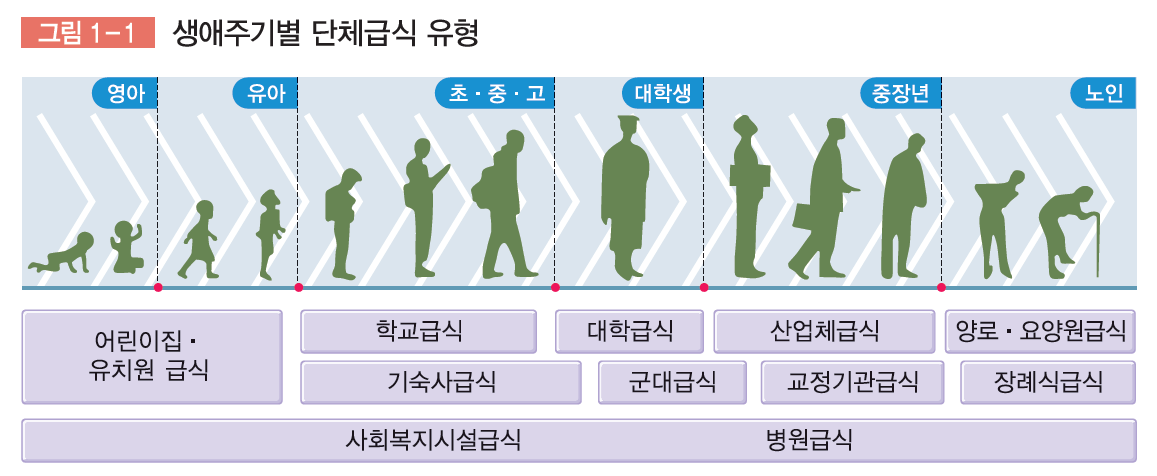 그림 1-1 생애주기별 단체급식 유형
영아 유아 초·중·고 대학생 중장년 노인
어린이집·
유치원 급식
학교급식 대학급식 산업체급식 양로·요양원급식
기숙사급식 군대급식 교정기관급식 장례식급식
사회복지시설급식 병원급식